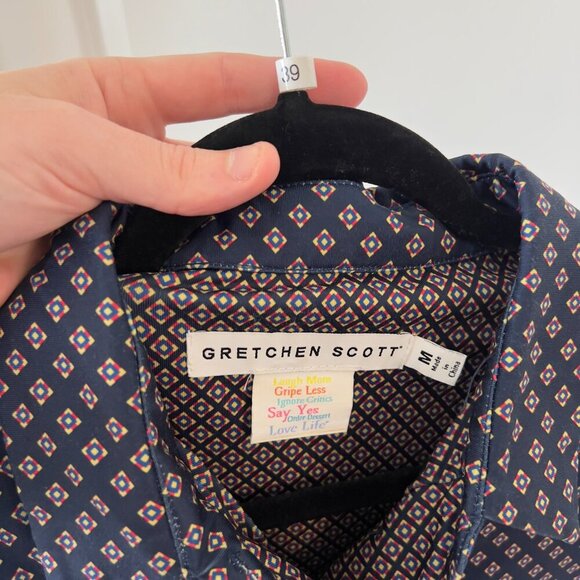 39
GRETCHEN SCOTT
M
Made
in
China
Laugh More
Gripe Less
Ignore Critics
Say Yes
Order Dessert
Love Life